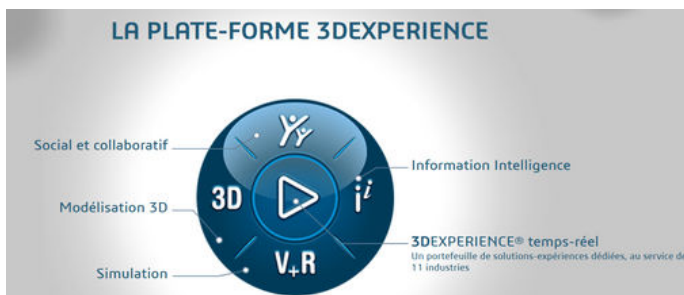 LA PLATE-FORME 3DEXPERIENCE
Social et collaboratif
Information Intelligence
3D
i i
Modélisation 3D
3DEXPERIENCE® temps-réel
Un portefeuille de solutions-expériences dédiées, au service de
11 industries
V+R
Simulation